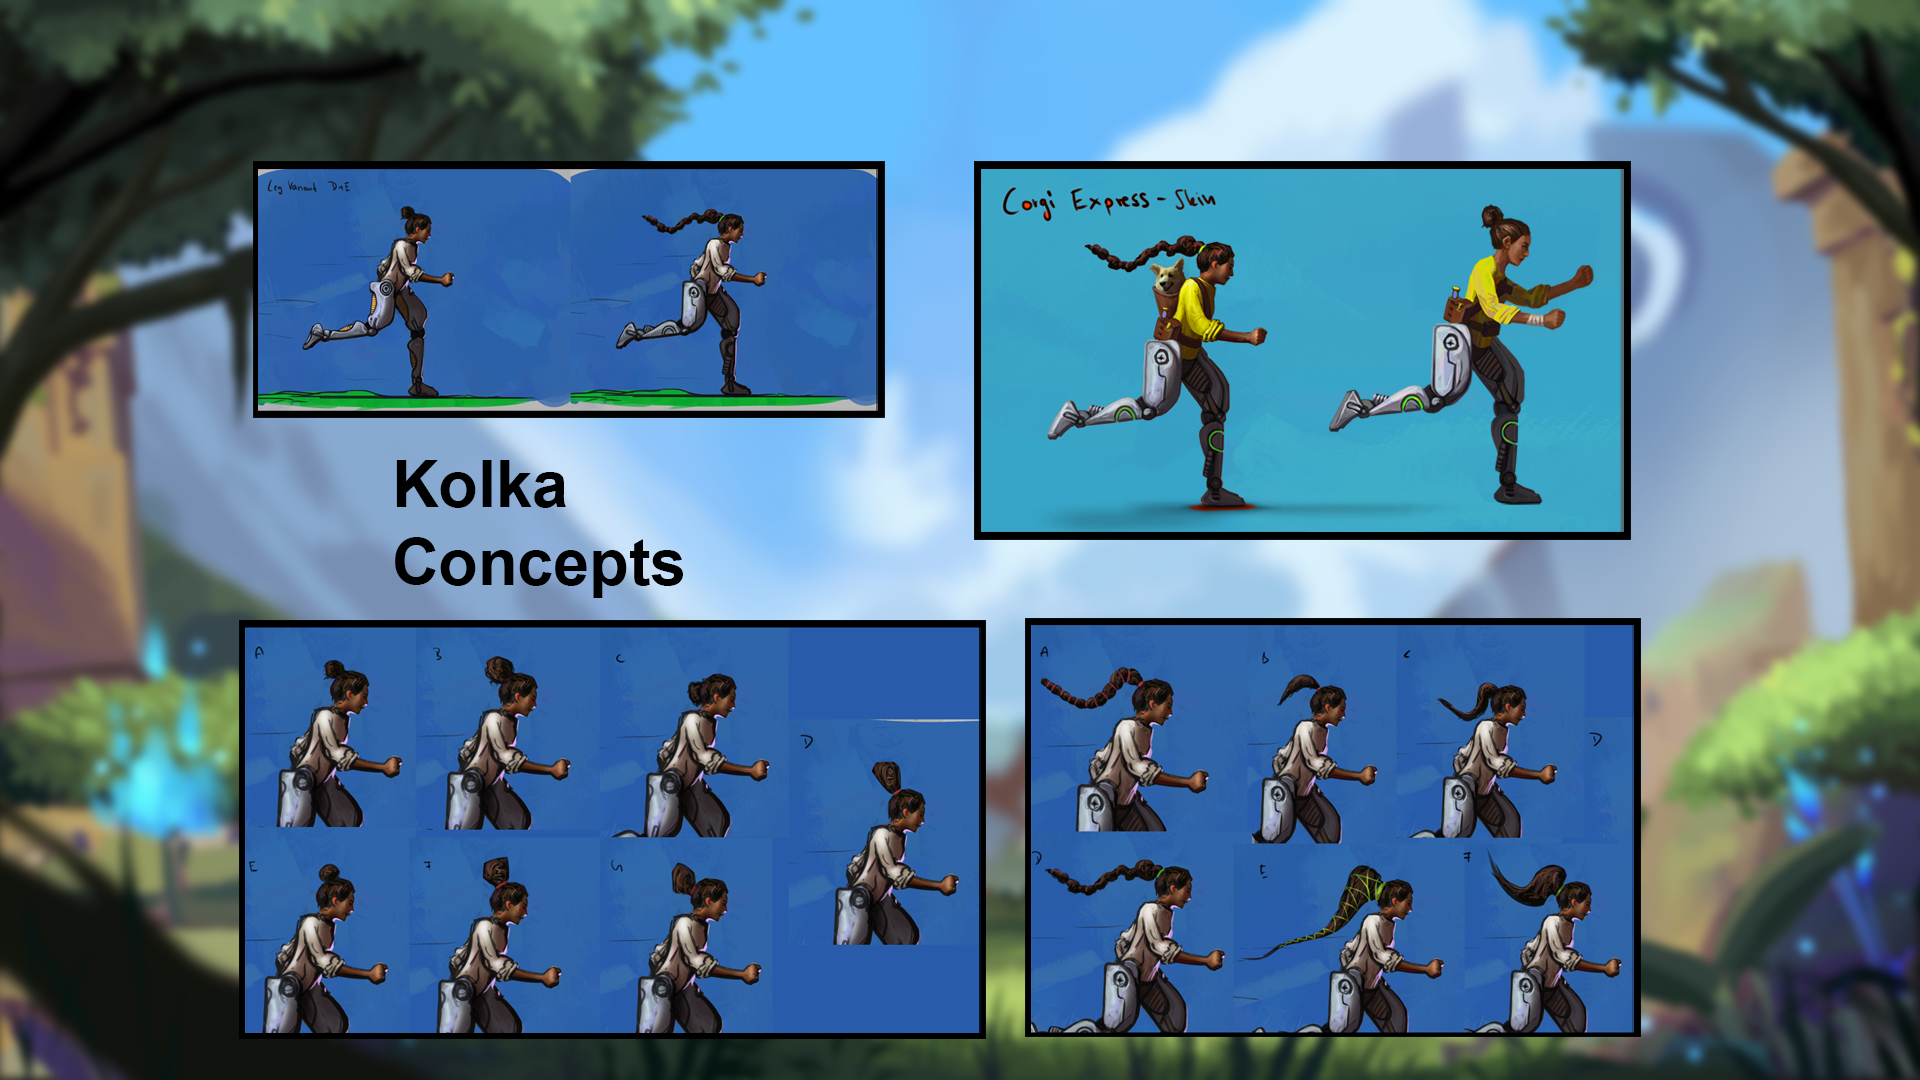 Leg Variant D+E
Corgi Express - Skin
Kolka
Concepts
A B C
D
E F G
A B C
D
D E F